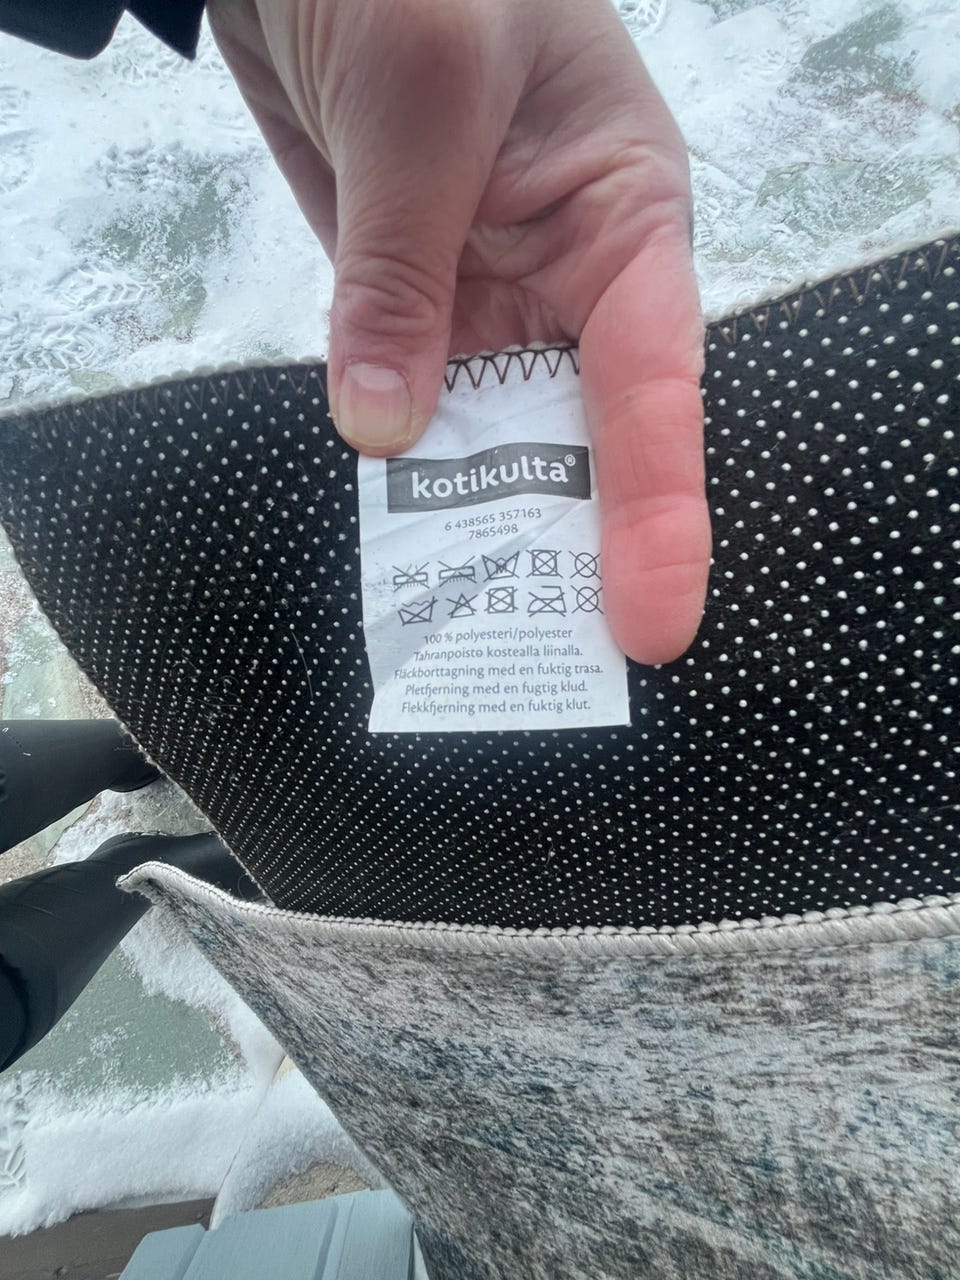 kotikulta®
6 438565 357163
7865498
100 % polyesteri/polyester
Tahranpoisto kostealla liinalla.
Fläckborttagning med en fuktig trasa.
Pletfjerning med en fugtig klud.
Flekkfjerning med en fuktig klut.